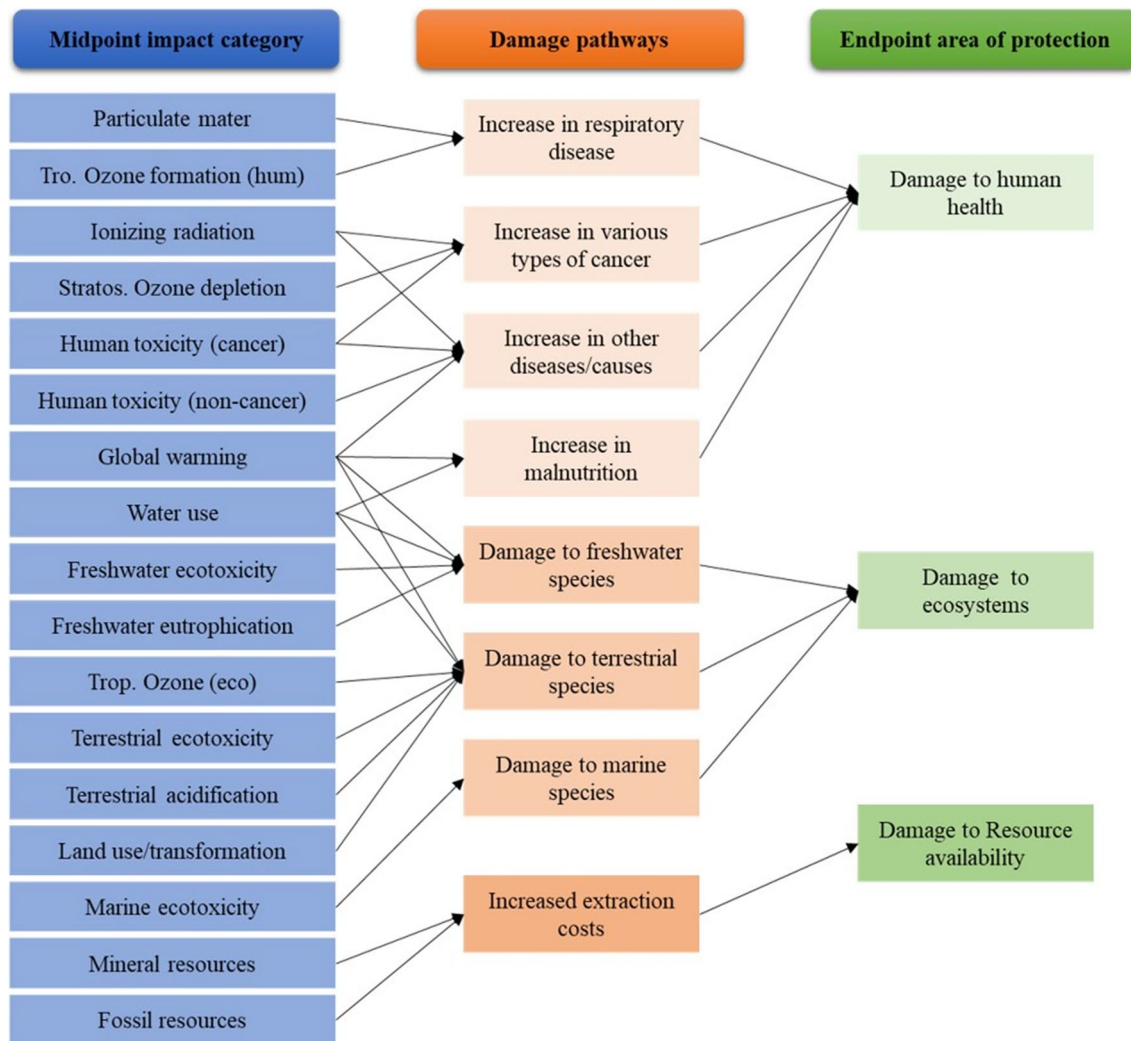 Midpoint impact category
Damage pathways
Endpoint area of protection
Particulate mater
Tro. Ozone formation (hum)
Ionizing radiation
Stratos. Ozone depletion
Human toxicity (cancer)
Human toxicity (non-cancer)
Global warming
Water use
Freshwater ecotoxicity
Freshwater eutrophication
Trop. Ozone (eco)
Terrestrial ecotoxicity
Terrestrial acidification
Land use/transformation
Marine ecotoxicity
Mineral resources
Fossil resources
Increase in respiratory
disease
Increase in various
types of cancer
Increase in other
diseases/causes
Increase in
malnutrition
Damage to freshwater
species
Damage to terrestrial
species
Damage to marine
species
Increased extraction
costs
Damage to human
health
Damage to
ecosystems
Damage to Resource
availability